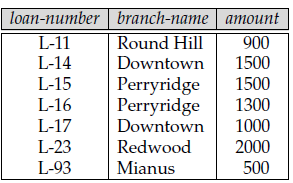 loan-number branch-name amount
L-11 Round Hill 900
L-14 Downtown 1500
L-15 Perryridge 1500
L-16 Perryridge 1300
L-17 Downtown 1000
L-23 Redwood 2000
L-93 Mianus 500